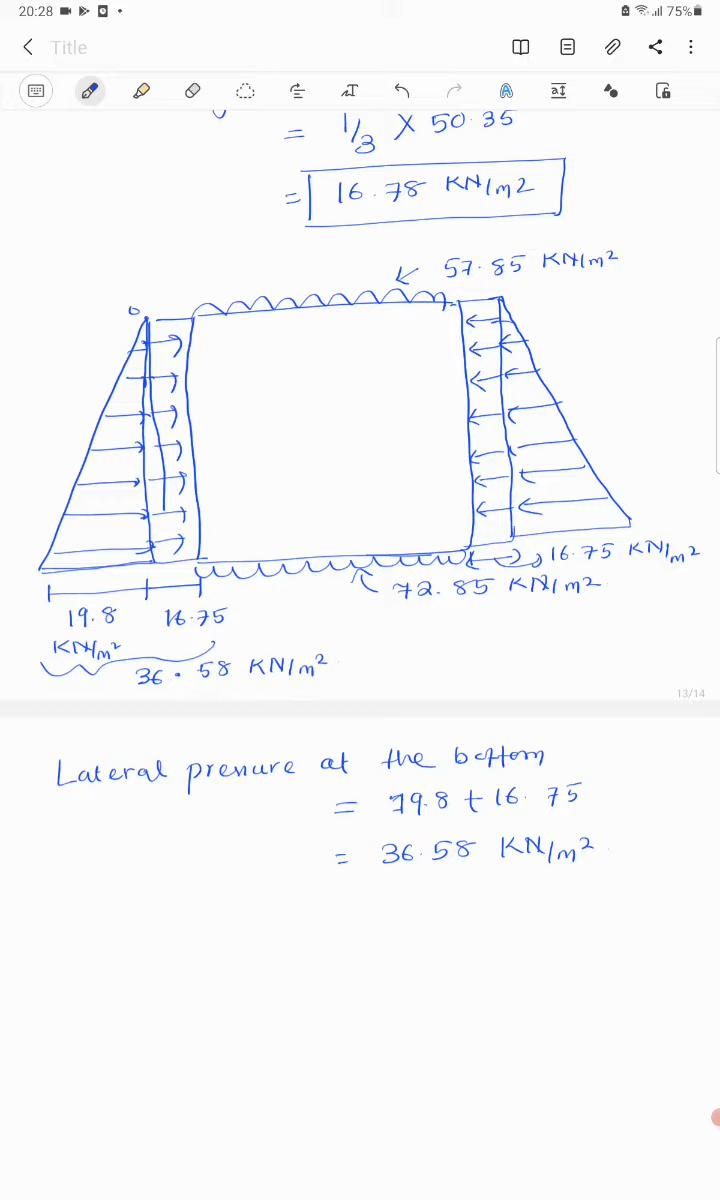 20:28 75%
Title
= 1/3 X 50.35
= 16.78 KN/m2
57.85 KN/m²
0
16.75 KN/m²
72.85 KN/m²
19.8 16.75
KN/m²
36.58 KN/m²
13/14
Lateral prenure at the bottom
= 19.8 + 16.75
= 36.58 KN/m²